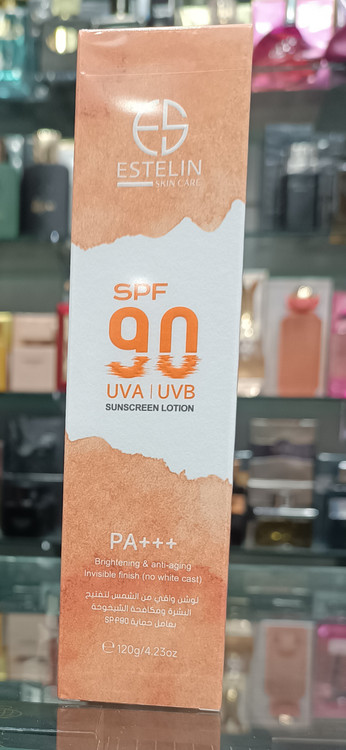 ES
ESTELIN
SKIN CARE
SPF
90
UVA | UVB
SUNSCREEN LOTION
PA+++
Brightening & anti-aging
Invisible finish (no white cast)
لوشن واقي من الشمس لتفتيح
البشرة ومكافحة الشيخوخة
بعامل حماية SPF90
℮ 120g/4.23oz